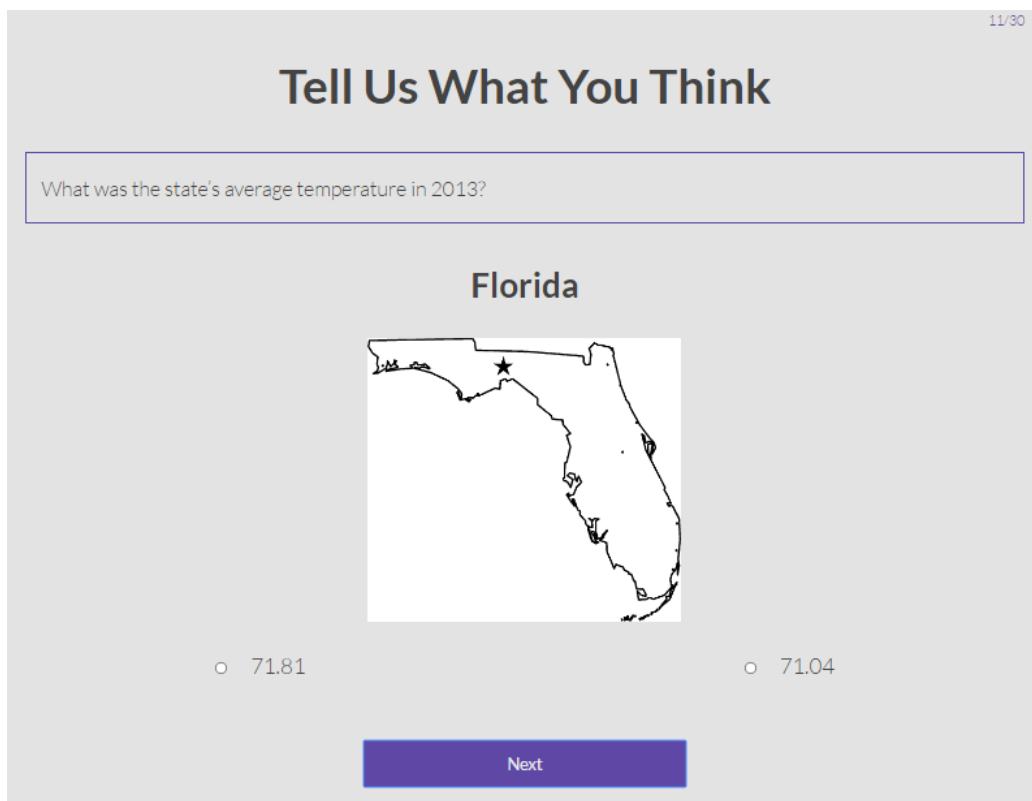 11/30
Tell Us What You Think
What was the state's average temperature in 2013?
Florida
71.81
71.04
Next